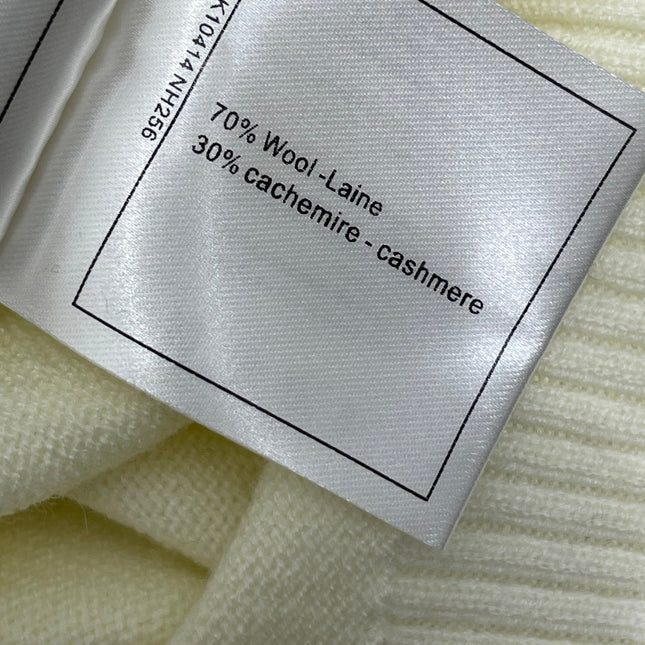 K10414 NH256
70% Wool -Laine
30% cachemire - cashmere